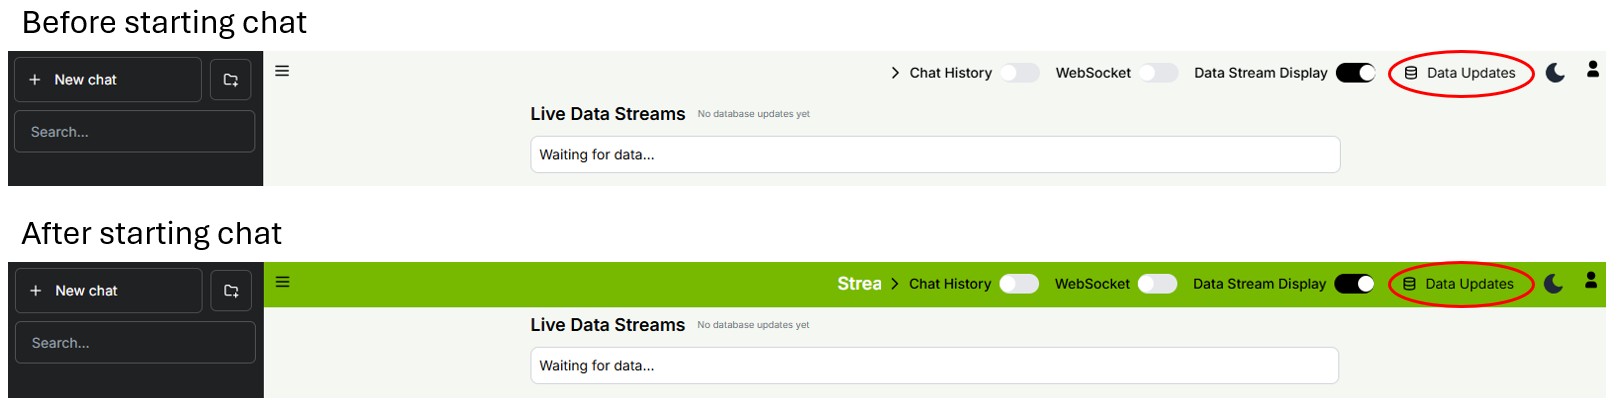 Before starting chat
+ New chat
Chat History WebSocket Data Stream Display Data Updates
Search...
Live Data Streams No database updates yet
Waiting for data...
After starting chat
+ New chat
Strea Chat History WebSocket Data Stream Display Data Updates
Search...
Live Data Streams No database updates yet
Waiting for data...